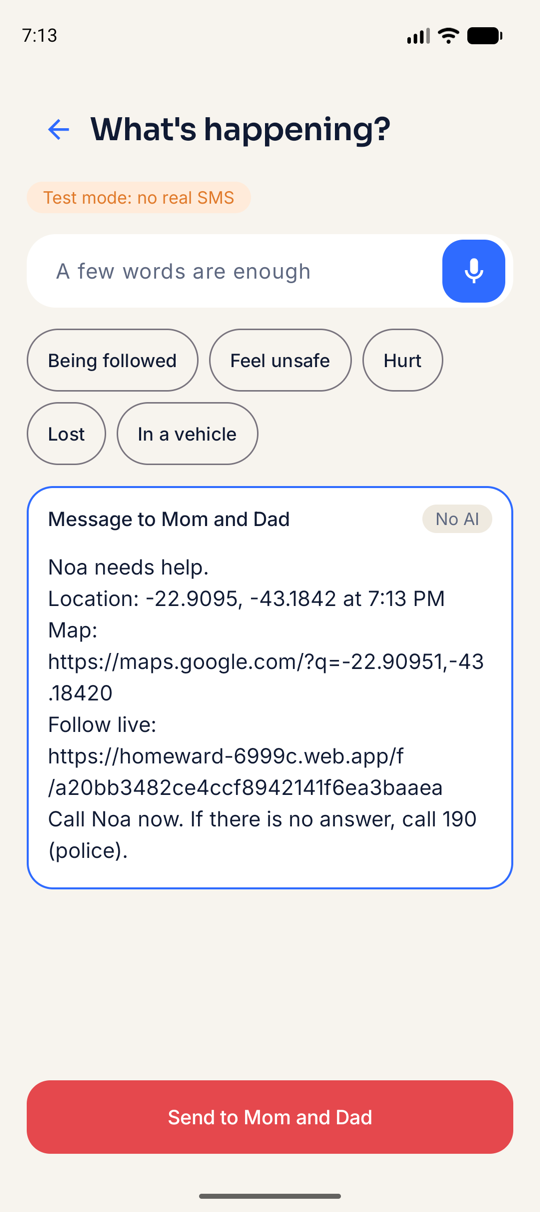 7:13
What's happening?
Test mode: no real SMS
A few words are enough
Being followed
Feel unsafe
Hurt
Lost
In a vehicle
Message to Mom and Dad
No AI
Noa needs help.
Location: -22.9095, -43.1842 at 7:13 PM
Map:
https://maps.google.com/?q=-22.90951,-43
.18420
Follow live:
https://homeward-6999c.web.app/f
/a20bb3482ce4ccf8942141f6ea3baaea
Call Noa now. If there is no answer, call 190
(police).
Send to Mom and Dad